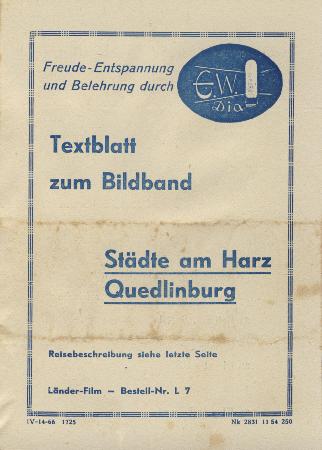 Freude-Entspannung
und Belehrung durch
C.W.
Dia
Textblatt
zum Bildband
Städte am Harz
Quedlinburg
Reisebeschreibung siehe letzte Seite
Länder-Film — Bestell-Nr. L 7
IV-14-66 1725
Nk 2831 11 54 250